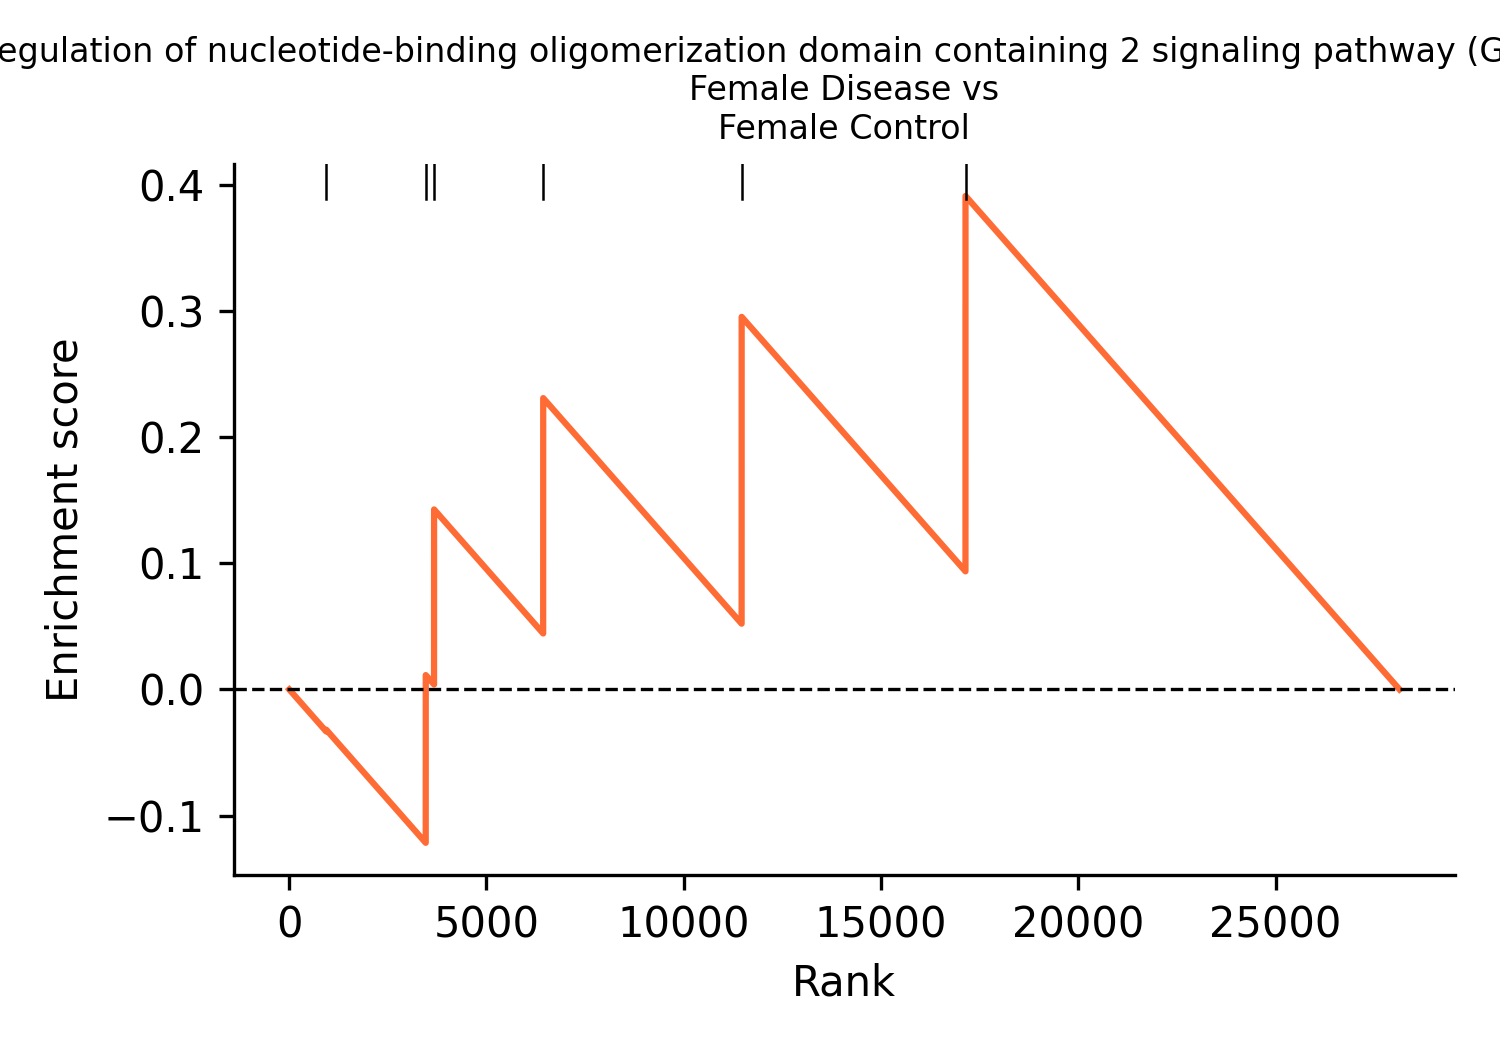 egulation of nucleotide-binding oligomerization domain containing 2 signaling pathway (G
Female Disease vs
Female Control
0.4
0.3
0.2
0.1
0.0
−0.1
Enrichment score
0 5000 10000 15000 20000 25000
Rank